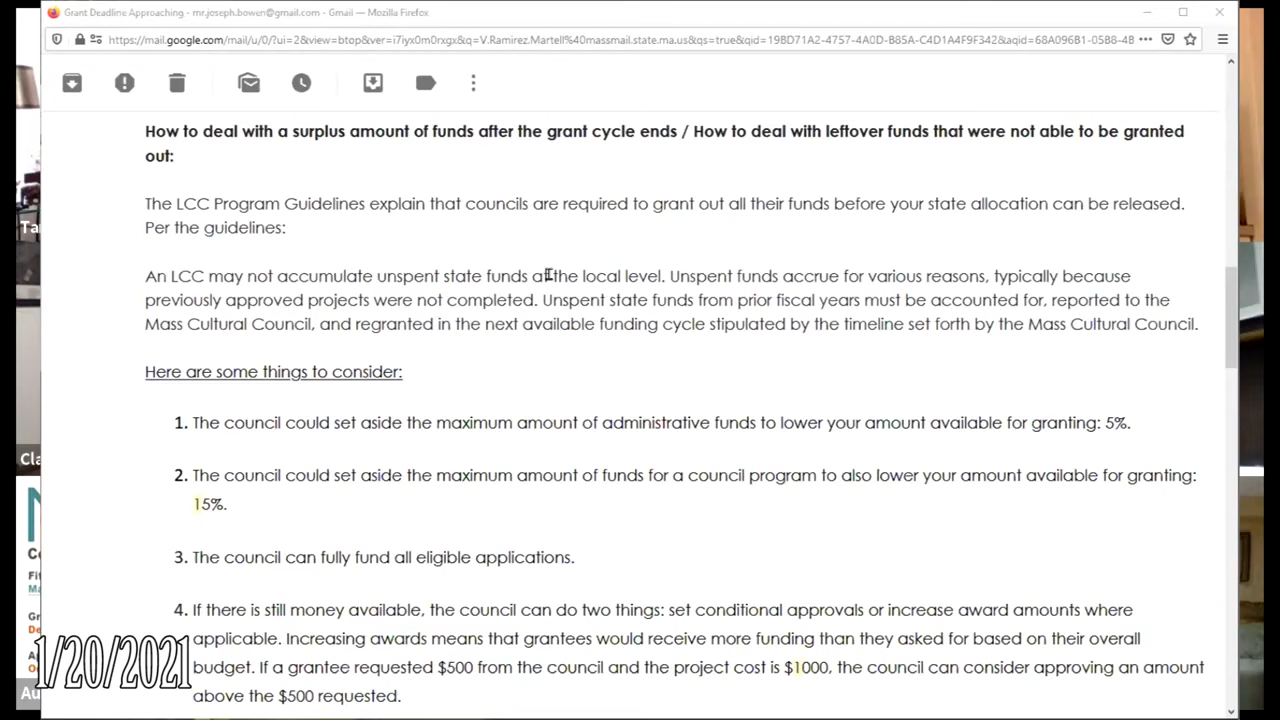 Grant Deadline Approaching - mr.joseph.bowen@gmail.com - Gmail — Mozilla Firefox
https://mail.google.com/mail/u/0/?ui=2&view=btop&ver=i7iyx0m0rxgx&q=V.Ramirez.Martell%40massmail.state.ma.us&qs=true&qid=19BD71A2-4757-4A0D-B85A-C4D1A4F9F342&aqid=68A096B1-05B8-4B
How to deal with a surplus amount of funds after the grant cycle ends / How to deal with leftover funds that were not able to be granted
out:
The LCC Program Guidelines explain that councils are required to grant out all their funds before your state allocation can be released.
Per the guidelines:
An LCC may not accumulate unspent state funds at the local level. Unspent funds accrue for various reasons, typically because
previously approved projects were not completed. Unspent state funds from prior fiscal years must be accounted for, reported to the
Mass Cultural Council, and regranted in the next available funding cycle stipulated by the timeline set forth by the Mass Cultural Council.
Here are some things to consider:
1. The council could set aside the maximum amount of administrative funds to lower your amount available for granting: 5%.
2. The council could set aside the maximum amount of funds for a council program to also lower your amount available for granting:
15%.
3. The council can fully fund all eligible applications.
4. If there is still money available, the council can do two things: set conditional approvals or increase award amounts where
applicable. Increasing awards means that grantees would receive more funding than they asked for based on their overall
budget. If a grantee requested $500 from the council and the project cost is $1000, the council can consider approving an amount
above the $500 requested.
1/20/2021